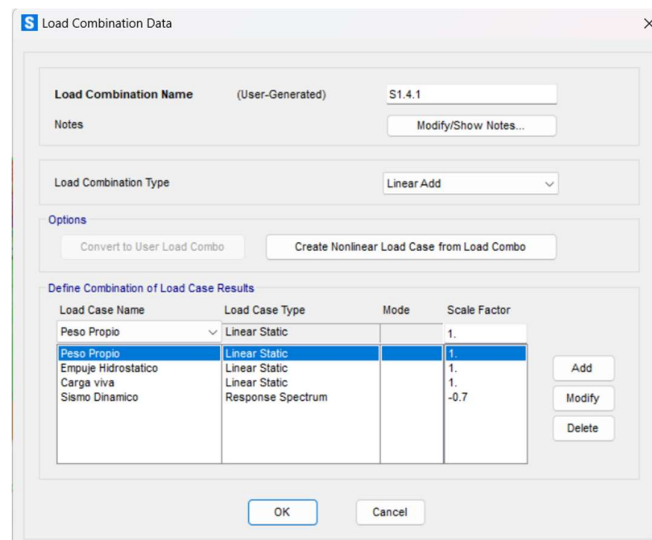 S Load Combination Data
Load Combination Name (User-Generated) S1.4.1
Notes Modify/Show Notes...
Load Combination Type Linear Add
Options
Convert to User Load Combo Create Nonlinear Load Case from Load Combo
Define Combination of Load Case Results
Load Case Name Load Case Type Mode Scale Factor
Peso Propio Linear Static 1.
Peso Propio Linear Static 1.
Empuje Hidrostatico Linear Static 1.
Carga viva Linear Static 1.
Sismo Dinamico Response Spectrum -0.7
Add
Modify
Delete
OK Cancel